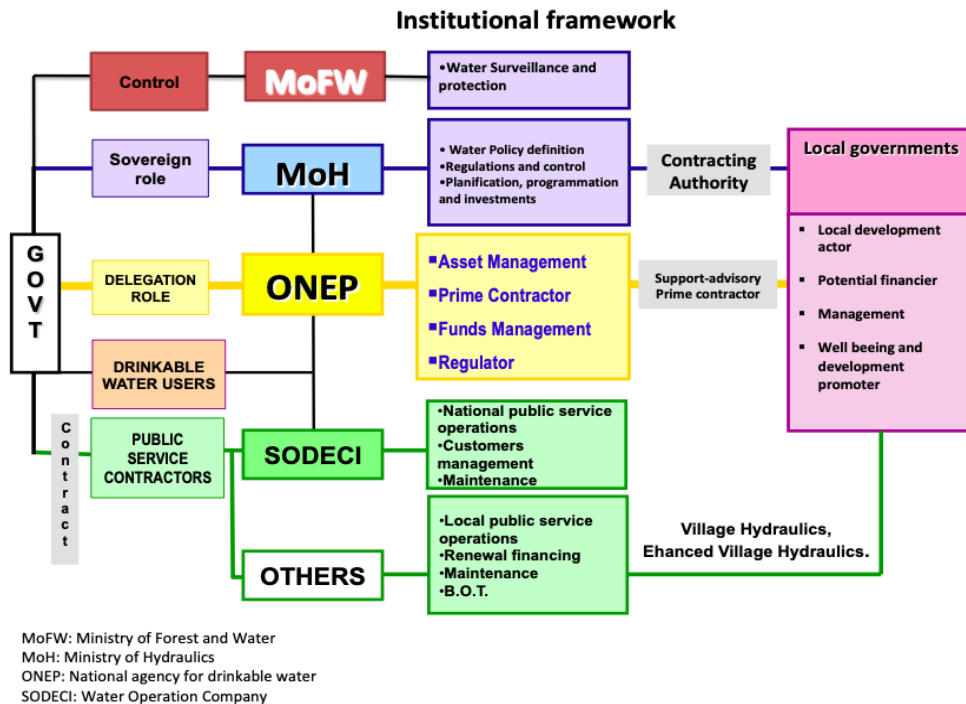 Institutional framework
Control
MoFW
•Water Surveillance and
protection
Sovereign
role
MoH
• Water Policy definition
• Regulations and control
•Planification, programmation
and investments
Contracting
Authority
Local governments
GOVT
DELEGATION
ROLE
ONEP
▪Asset Management
▪Prime Contractor
▪Funds Management
▪Regulator
Support-advisory
Prime contractor
▪ Local development
actor
▪ Potential financier
▪ Management
▪ Well beeing and
development
promoter
DRINKABLE
WATER USERS
Contract
PUBLIC
SERVICE
CONTRACTORS
SODECI
•National public service
operations
•Customers
management
•Maintenance
OTHERS
•Local public service
operations
•Renewal financing
•Maintenance
•B.O.T.
Village Hydraulics,
Ehanced Village Hydraulics.
MoFW: Ministry of Forest and Water
MoH: Ministry of Hydraulics
ONEP: National agency for drinkable water
SODECI: Water Operation Company